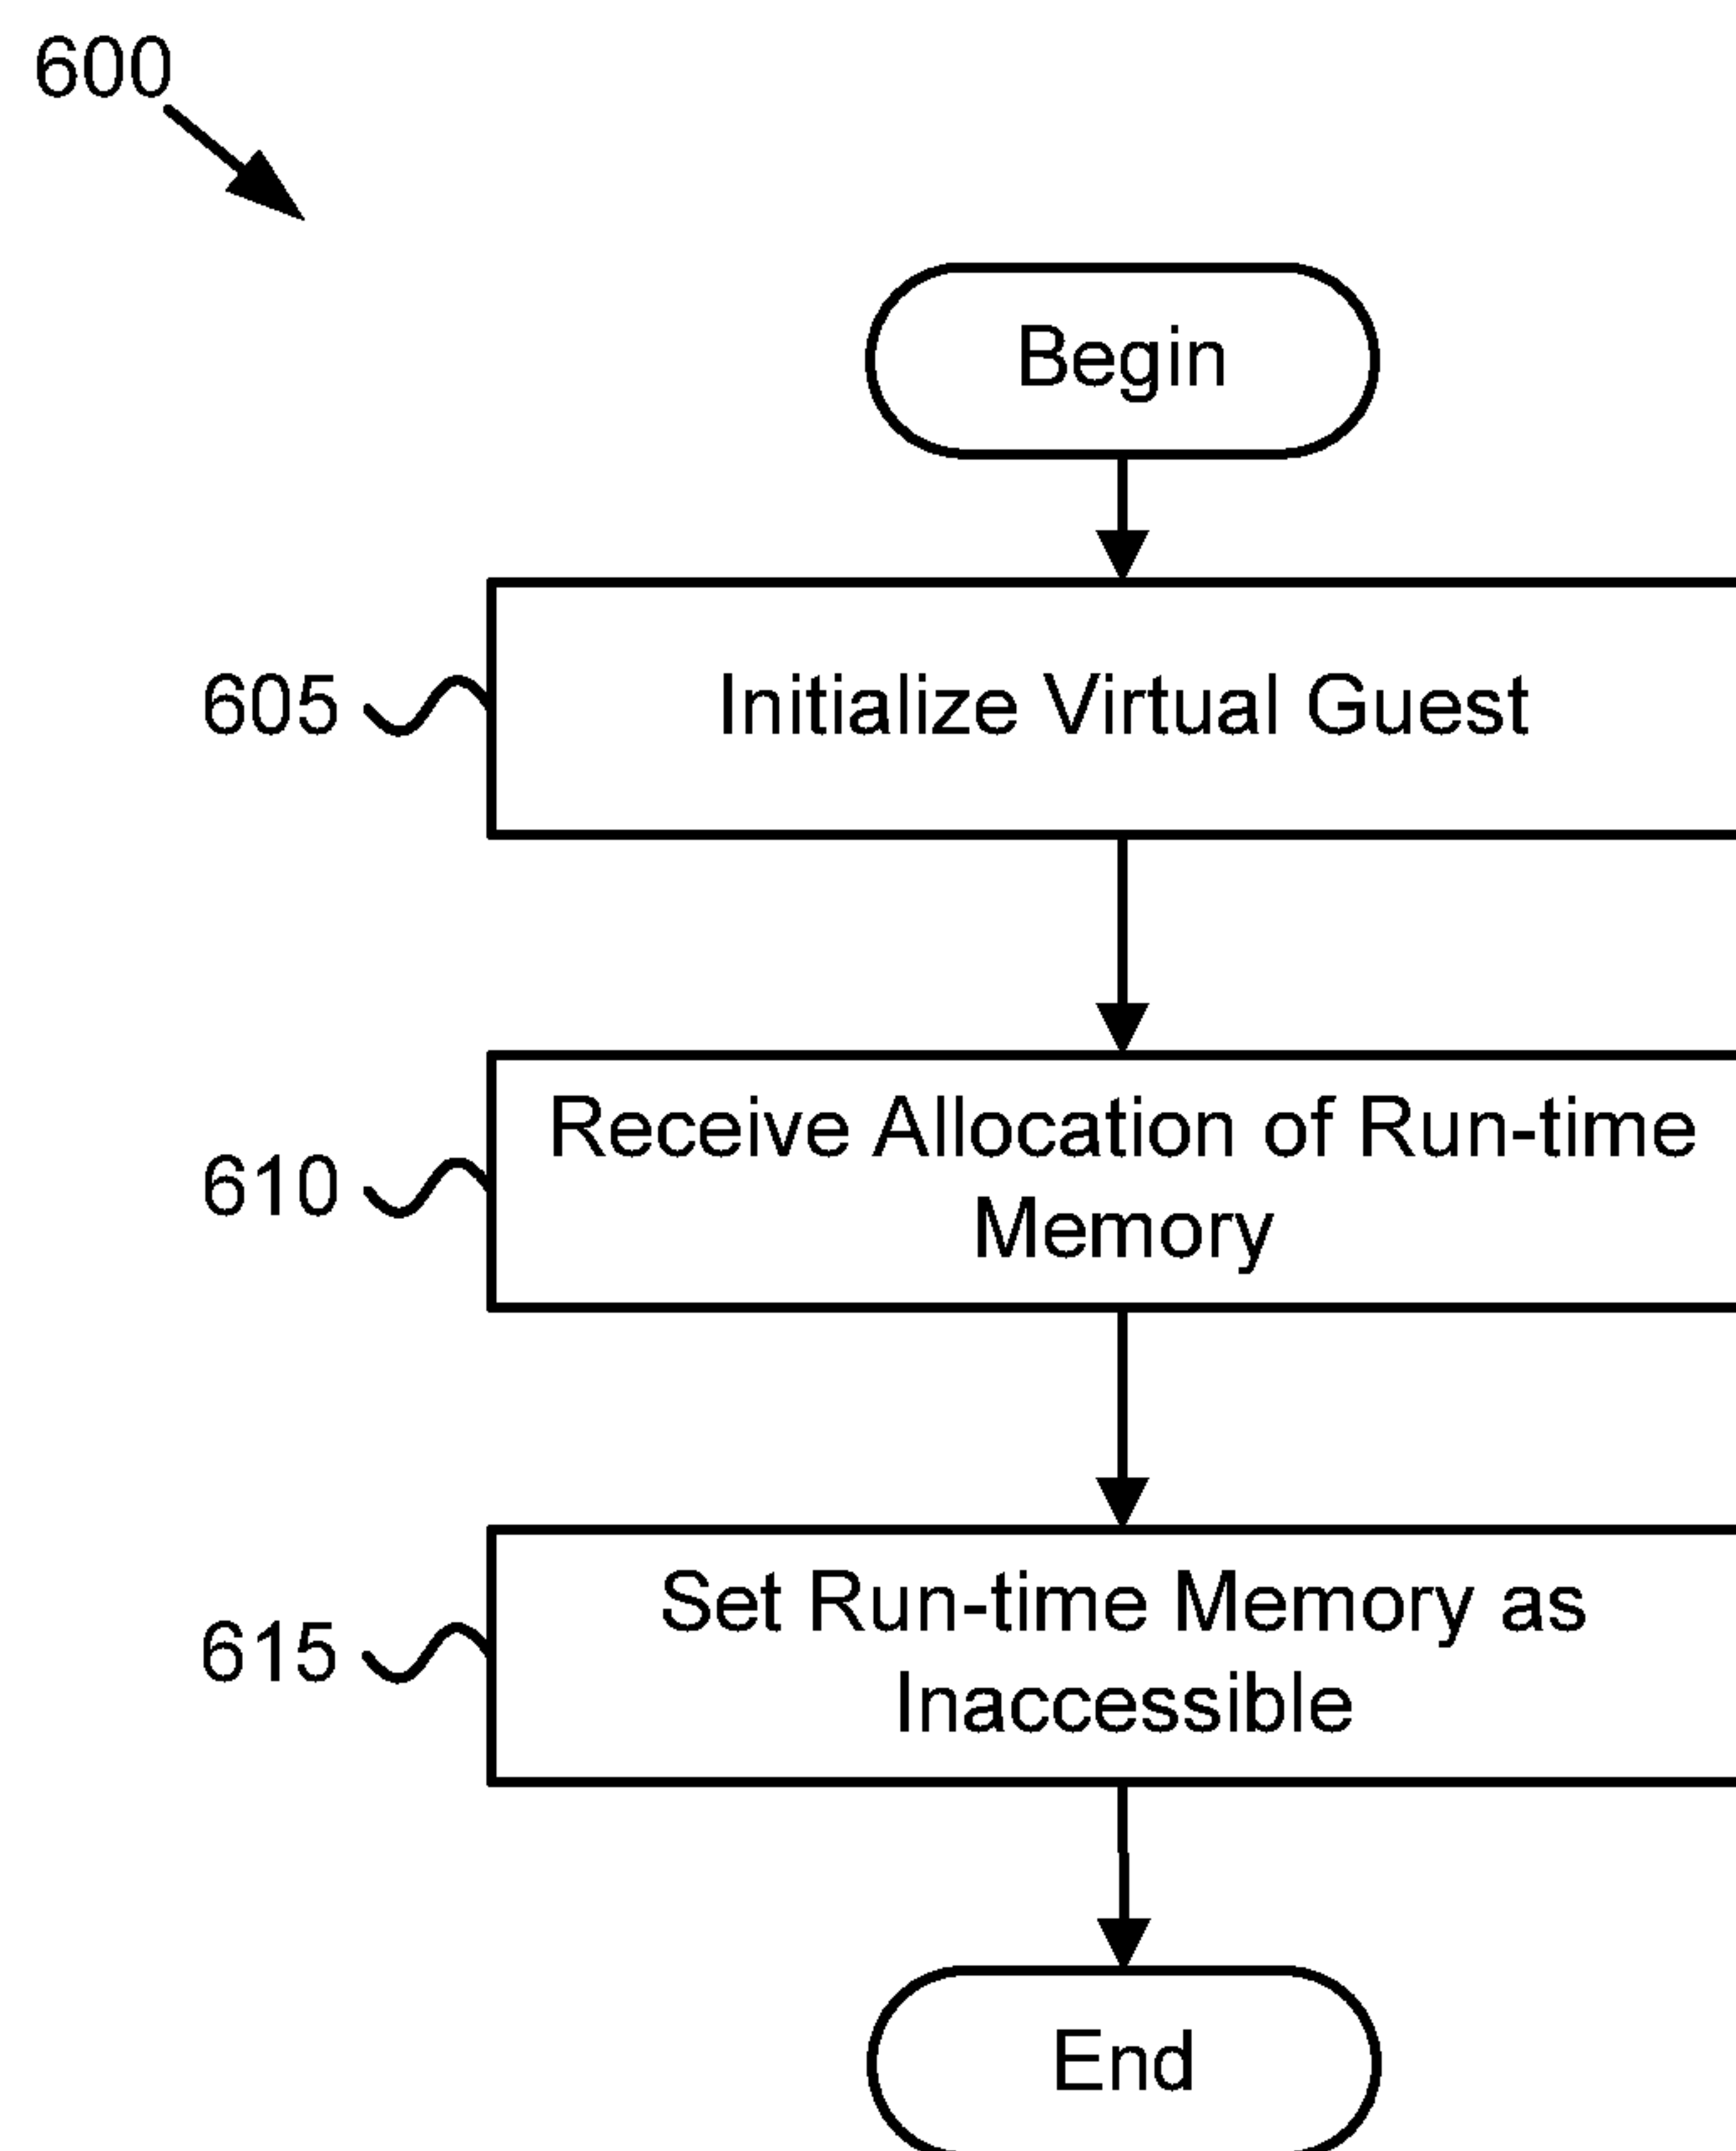 600
Begin
605
Initialize Virtual Guest
610
Receive Allocation of Run-time
Memory
615
Set Run-time Memory as
Inaccessible
End